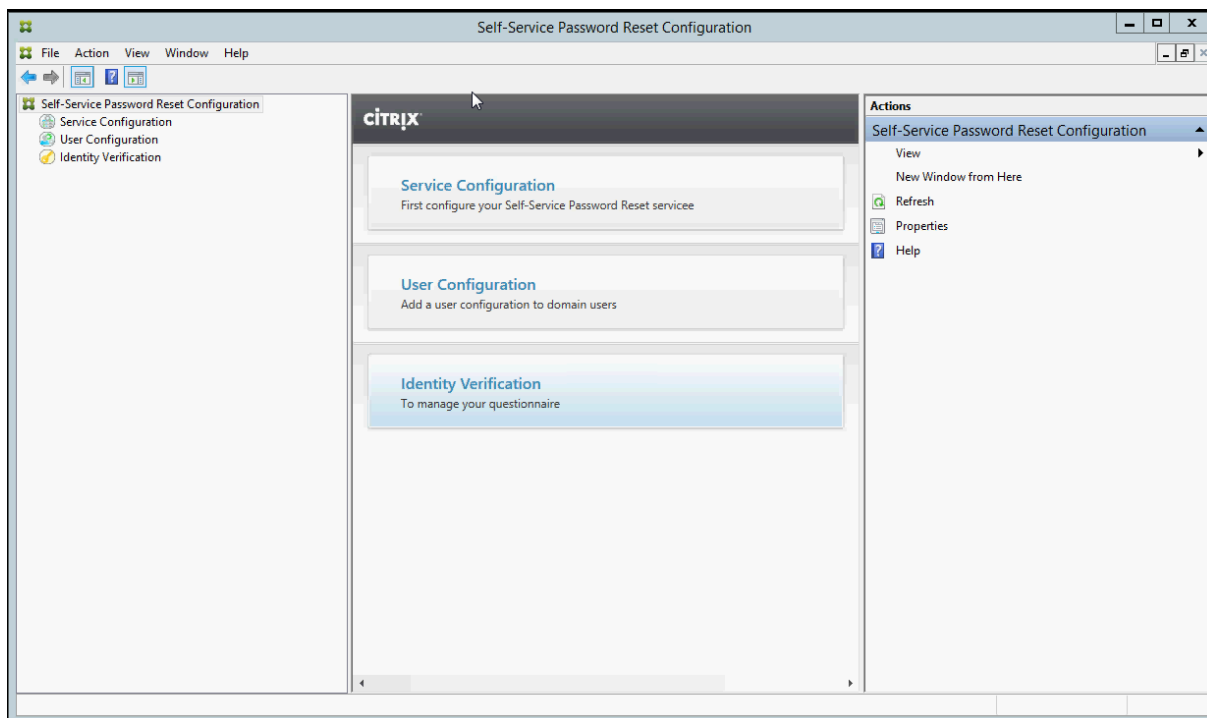 Self-Service Password Reset Configuration
File Action View Window Help
Self-Service Password Reset Configuration
Service Configuration
User Configuration
Identity Verification
CITRIX
Service Configuration
First configure your Self-Service Password Reset servicee
User Configuration
Add a user configuration to domain users
Identity Verification
To manage your questionnaire
Actions
Self-Service Password Reset Configuration
View
New Window from Here
Refresh
Properties
Help